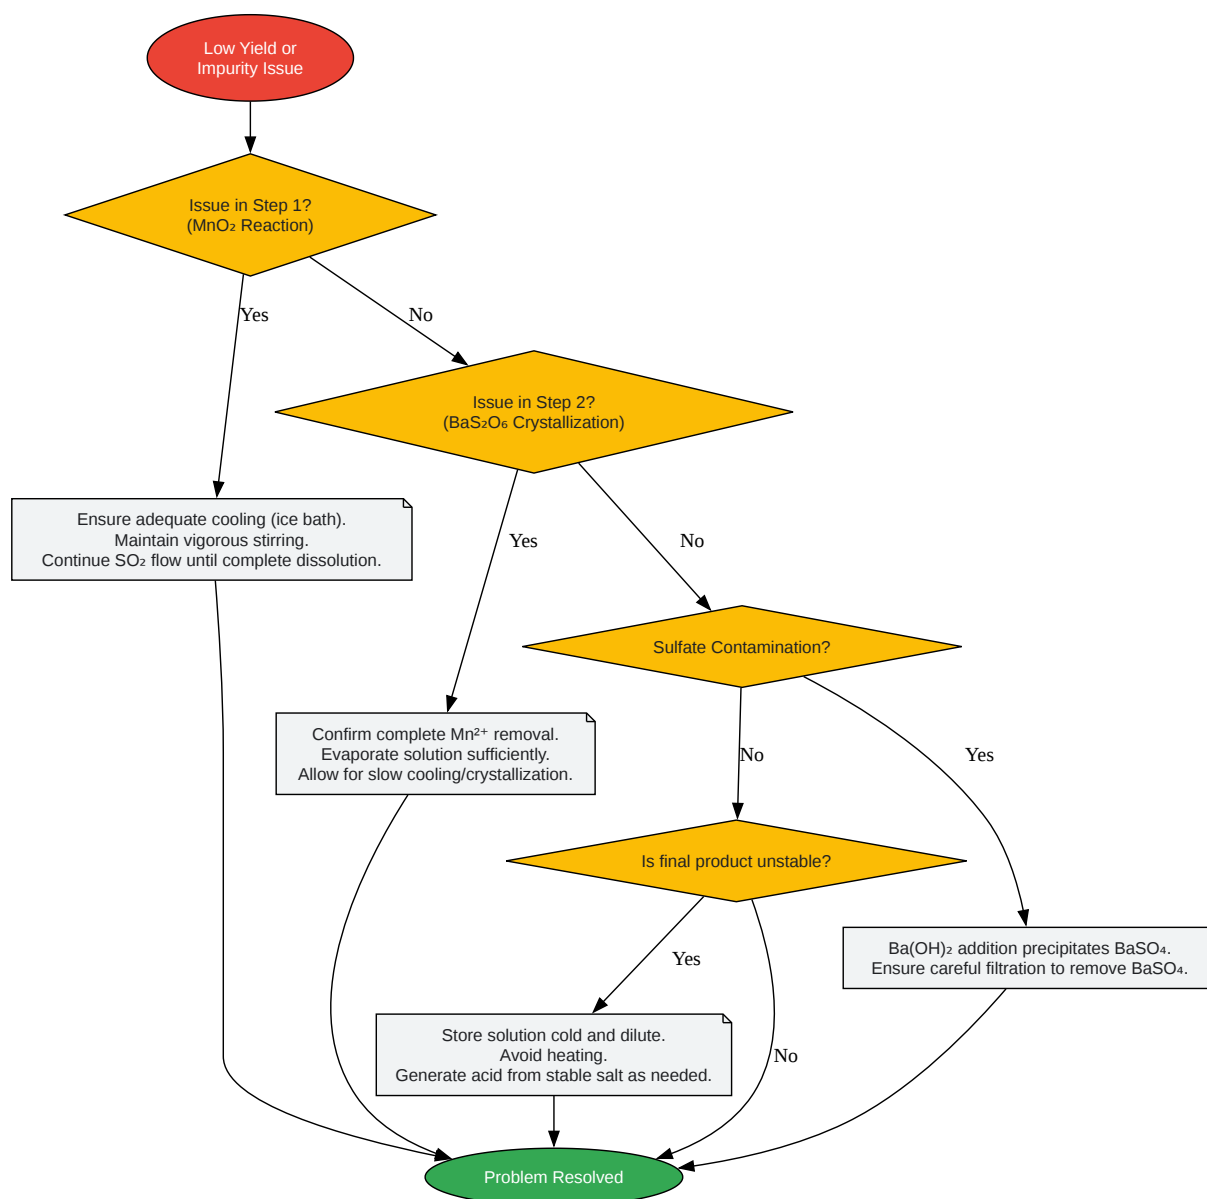 Low Yield or
Impurity Issue
Issue in Step 1?
(MnO₂ Reaction)
Yes
No
Issue in Step 2?
(BaS₂O₆ Crystallization)
Ensure adequate cooling (ice bath).
Maintain vigorous stirring.
Continue SO₂ flow until complete dissolution.
Yes
No
Sulfate Contamination?
Confirm complete Mn²⁺ removal.
Evaporate solution sufficiently.
Allow for slow cooling/crystallization.
No
Yes
Is final product unstable?
Ba(OH)₂ addition precipitates BaSO₄.
Ensure careful filtration to remove BaSO₄.
Yes
Store solution cold and dilute.
Avoid heating.
Generate acid from stable salt as needed.
No
Problem Resolved